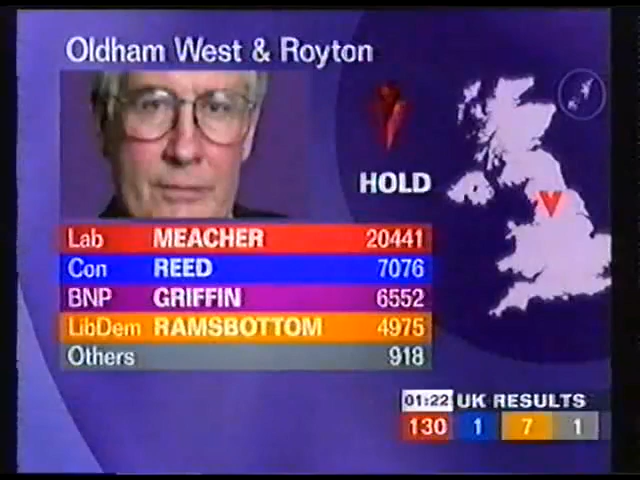 Oldham West & Royton
HOLD
Lab MEACHER 20441
Con REED 7076
BNP GRIFFIN 6552
LibDem RAMSBOTTOM 4975
Others 918
01:22 UK RESULTS
130 1 7 1